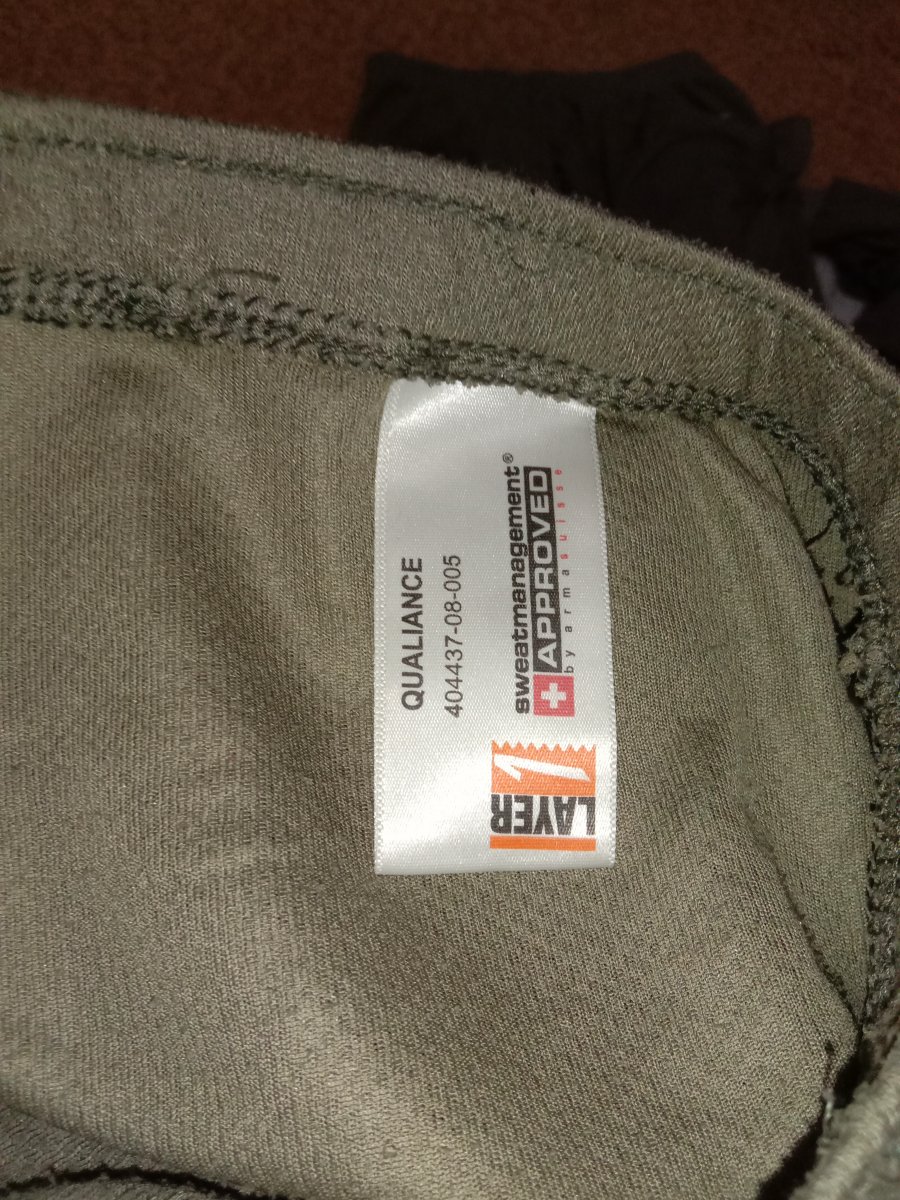 QUALIANCE
404437-08-005
sweatmanagement®
APPROVED
by armasuisse
LAYER 1